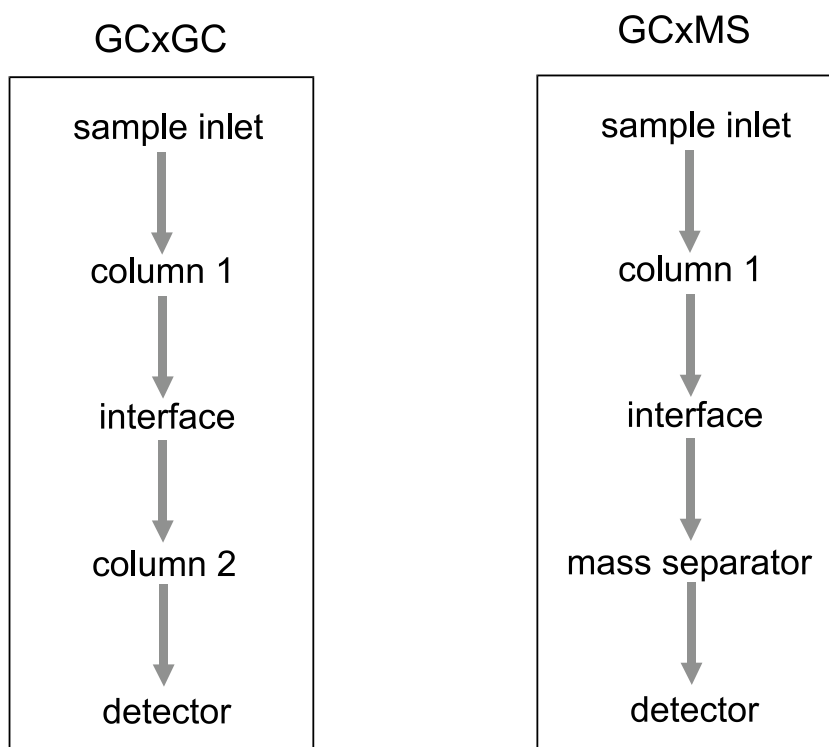 GCxGC
sample inlet
column 1
interface
column 2
detector
GCxMS
sample inlet
column 1
interface
mass separator
detector